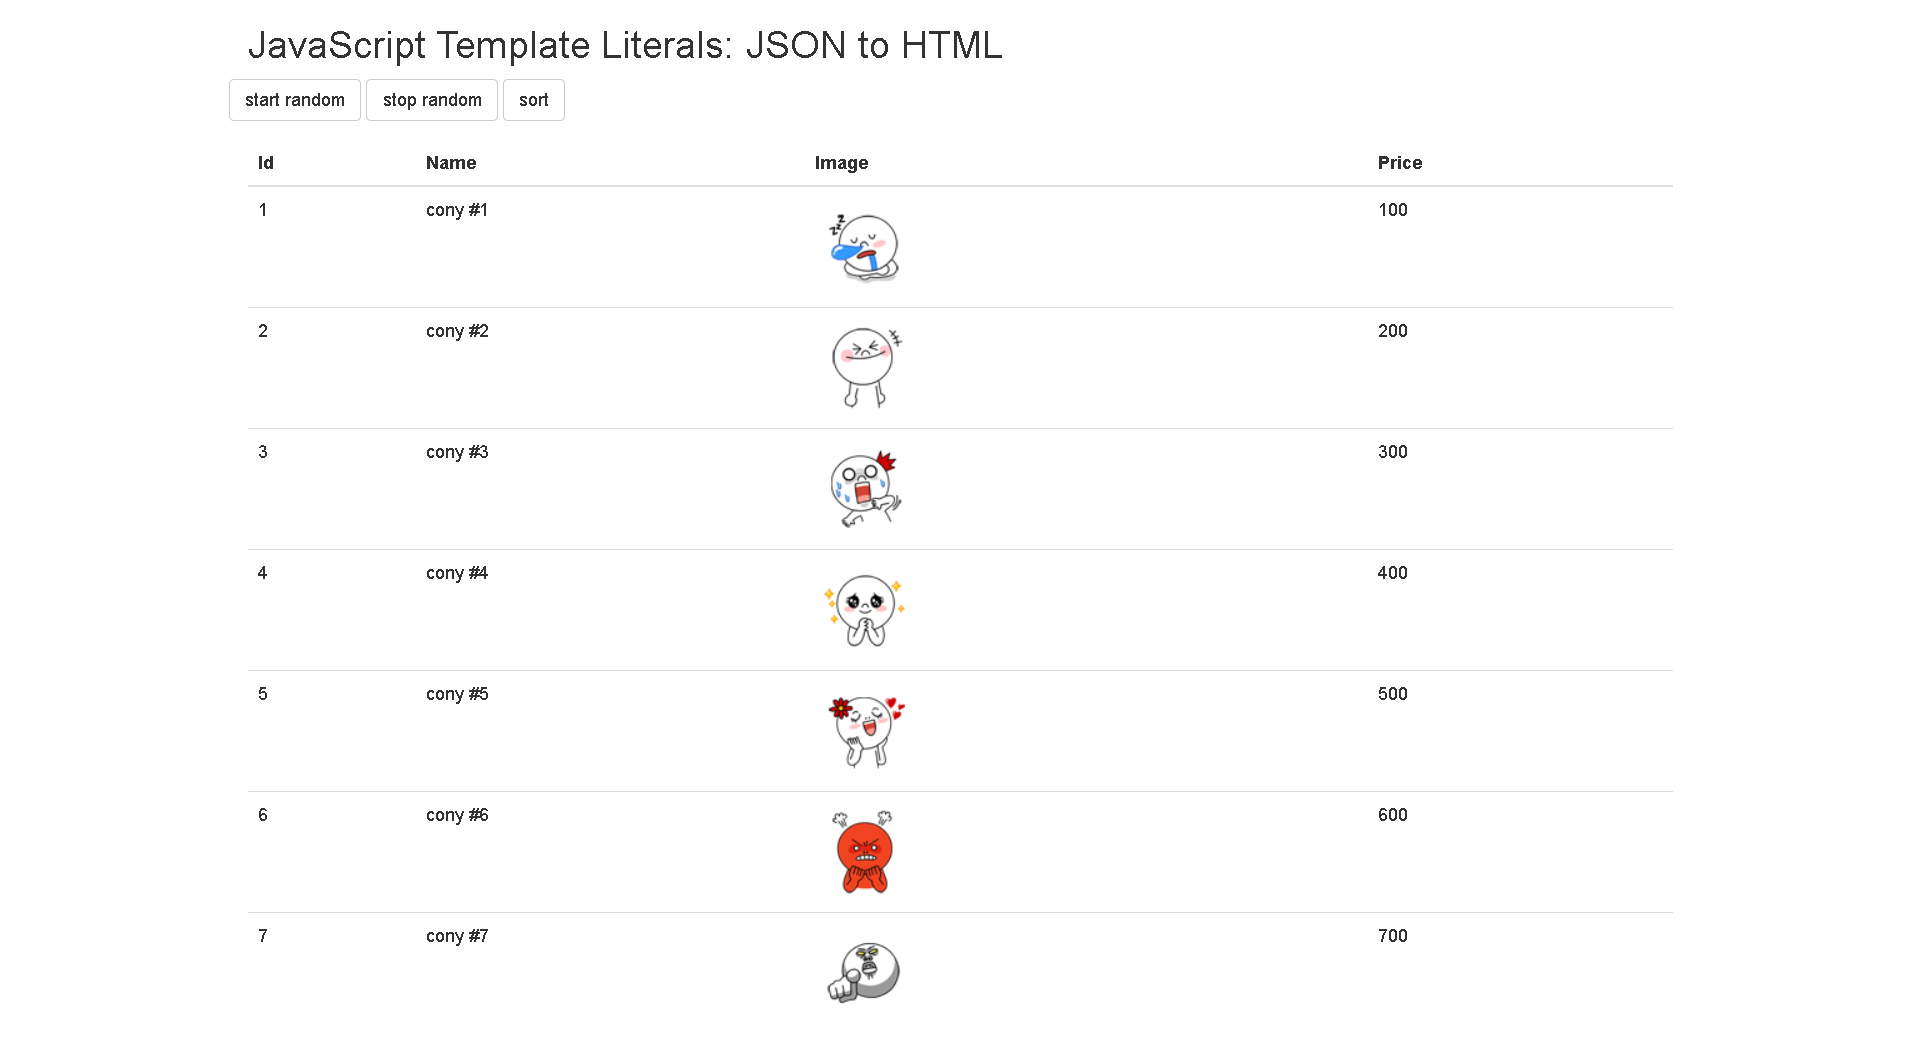 JavaScript Template Literals: JSON to HTML
start random stop random sort
Id Name Image Price
1 cony #1 100
z z z
2 cony #2 200
3 cony #3 300
4 cony #4 400
5 cony #5 500
6 cony #6 600
7 cony #7 700